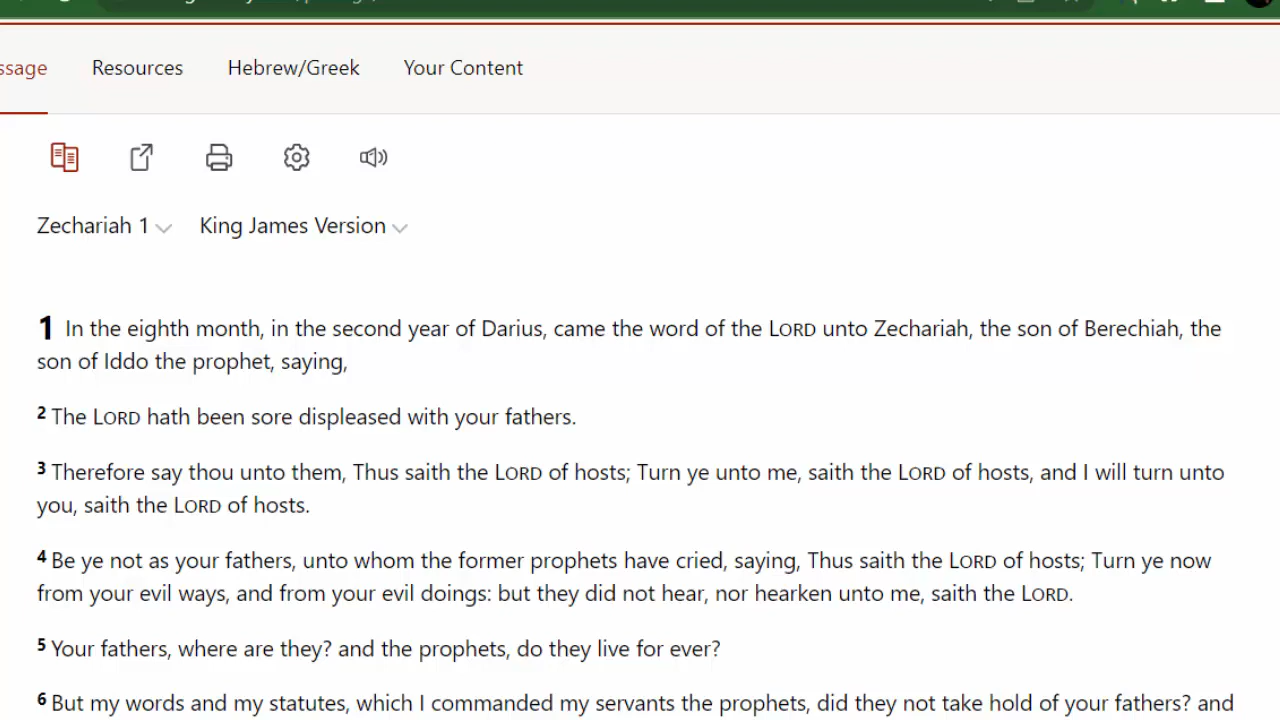 ssage Resources Hebrew/Greek Your Content
Zechariah 1 King James Version
1 In the eighth month, in the second year of Darius, came the word of the LORD unto Zechariah, the son of Berechiah, the
son of Iddo the prophet, saying,
2 The LORD hath been sore displeased with your fathers.
3 Therefore say thou unto them, Thus saith the LORD of hosts; Turn ye unto me, saith the LORD of hosts, and I will turn unto
you, saith the LORD of hosts.
4 Be ye not as your fathers, unto whom the former prophets have cried, saying, Thus saith the LORD of hosts; Turn ye now
from your evil ways, and from your evil doings: but they did not hear, nor hearken unto me, saith the LORD.
5 Your fathers, where are they? and the prophets, do they live for ever?
6 But my words and my statutes, which I commanded my servants the prophets, did they not take hold of your fathers? and